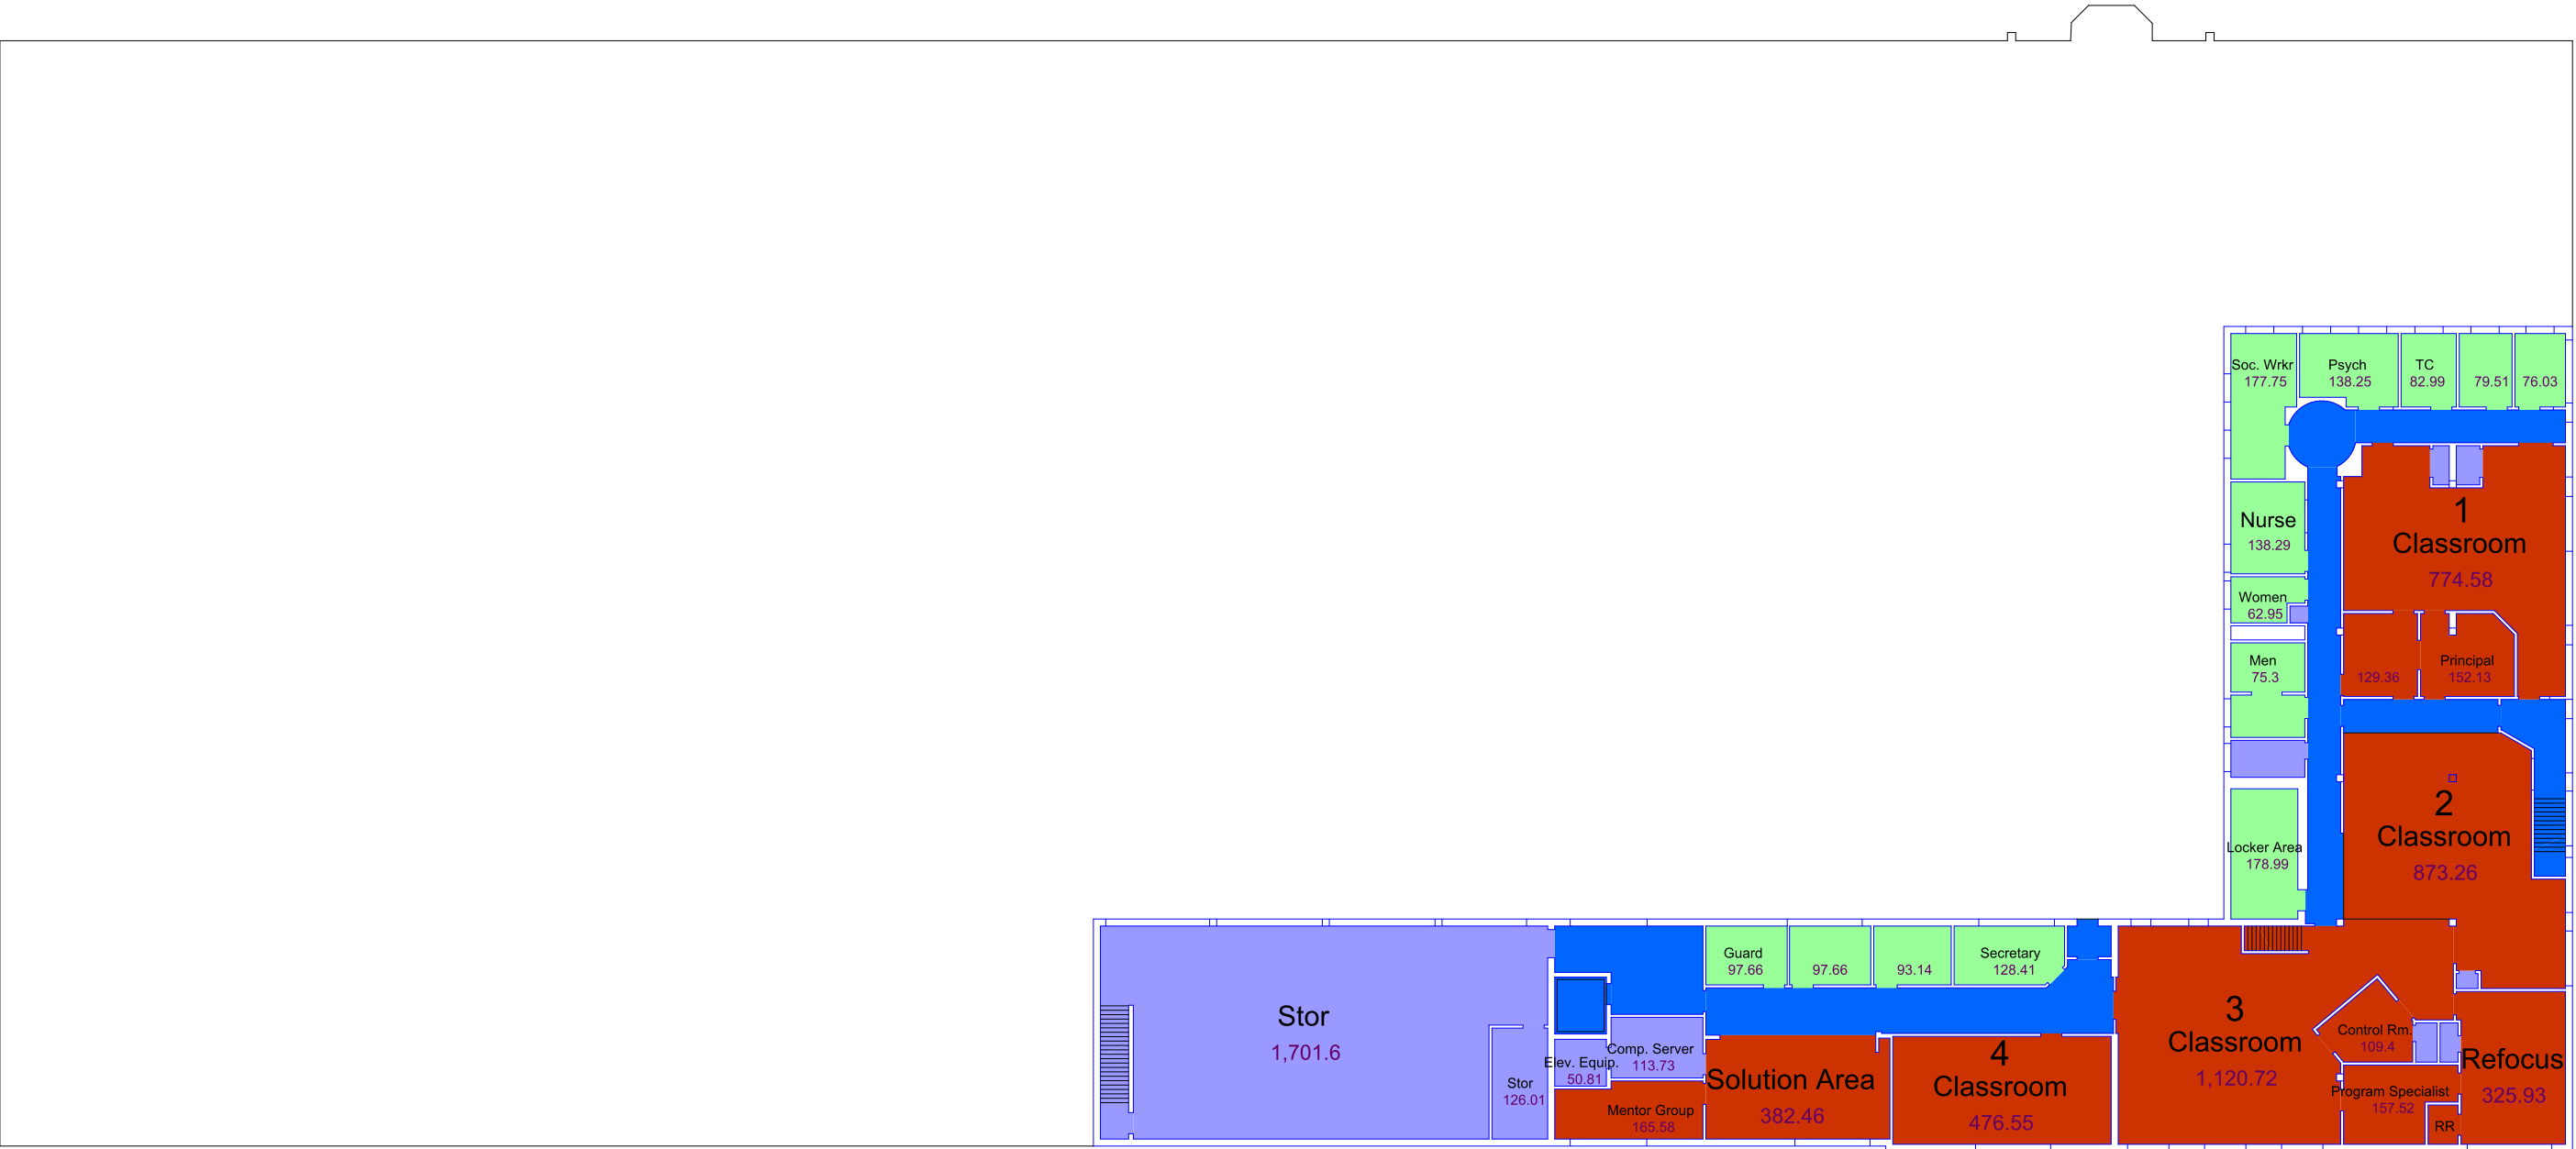 Soc. Wrkr
177.75
Psych
138.25
TC
82.99
79.51
76.03
Nurse
138.29
1
Classroom
774.58
Women
62.95
Men
75.3
129.36
Principal
152.13
2
Classroom
873.26
Locker Area
178.99
Stor
1,701.6
Stor
126.01
Elev. Equip.
50.81
Comp. Server
113.73
Mentor Group
165.58
Guard
97.66
97.66
93.14
Secretary
128.41
Solution Area
382.46
4
Classroom
476.55
3
Classroom
1,120.72
Control Rm.
109.4
Program Specialist
157.52
RR
Refocus
325.93